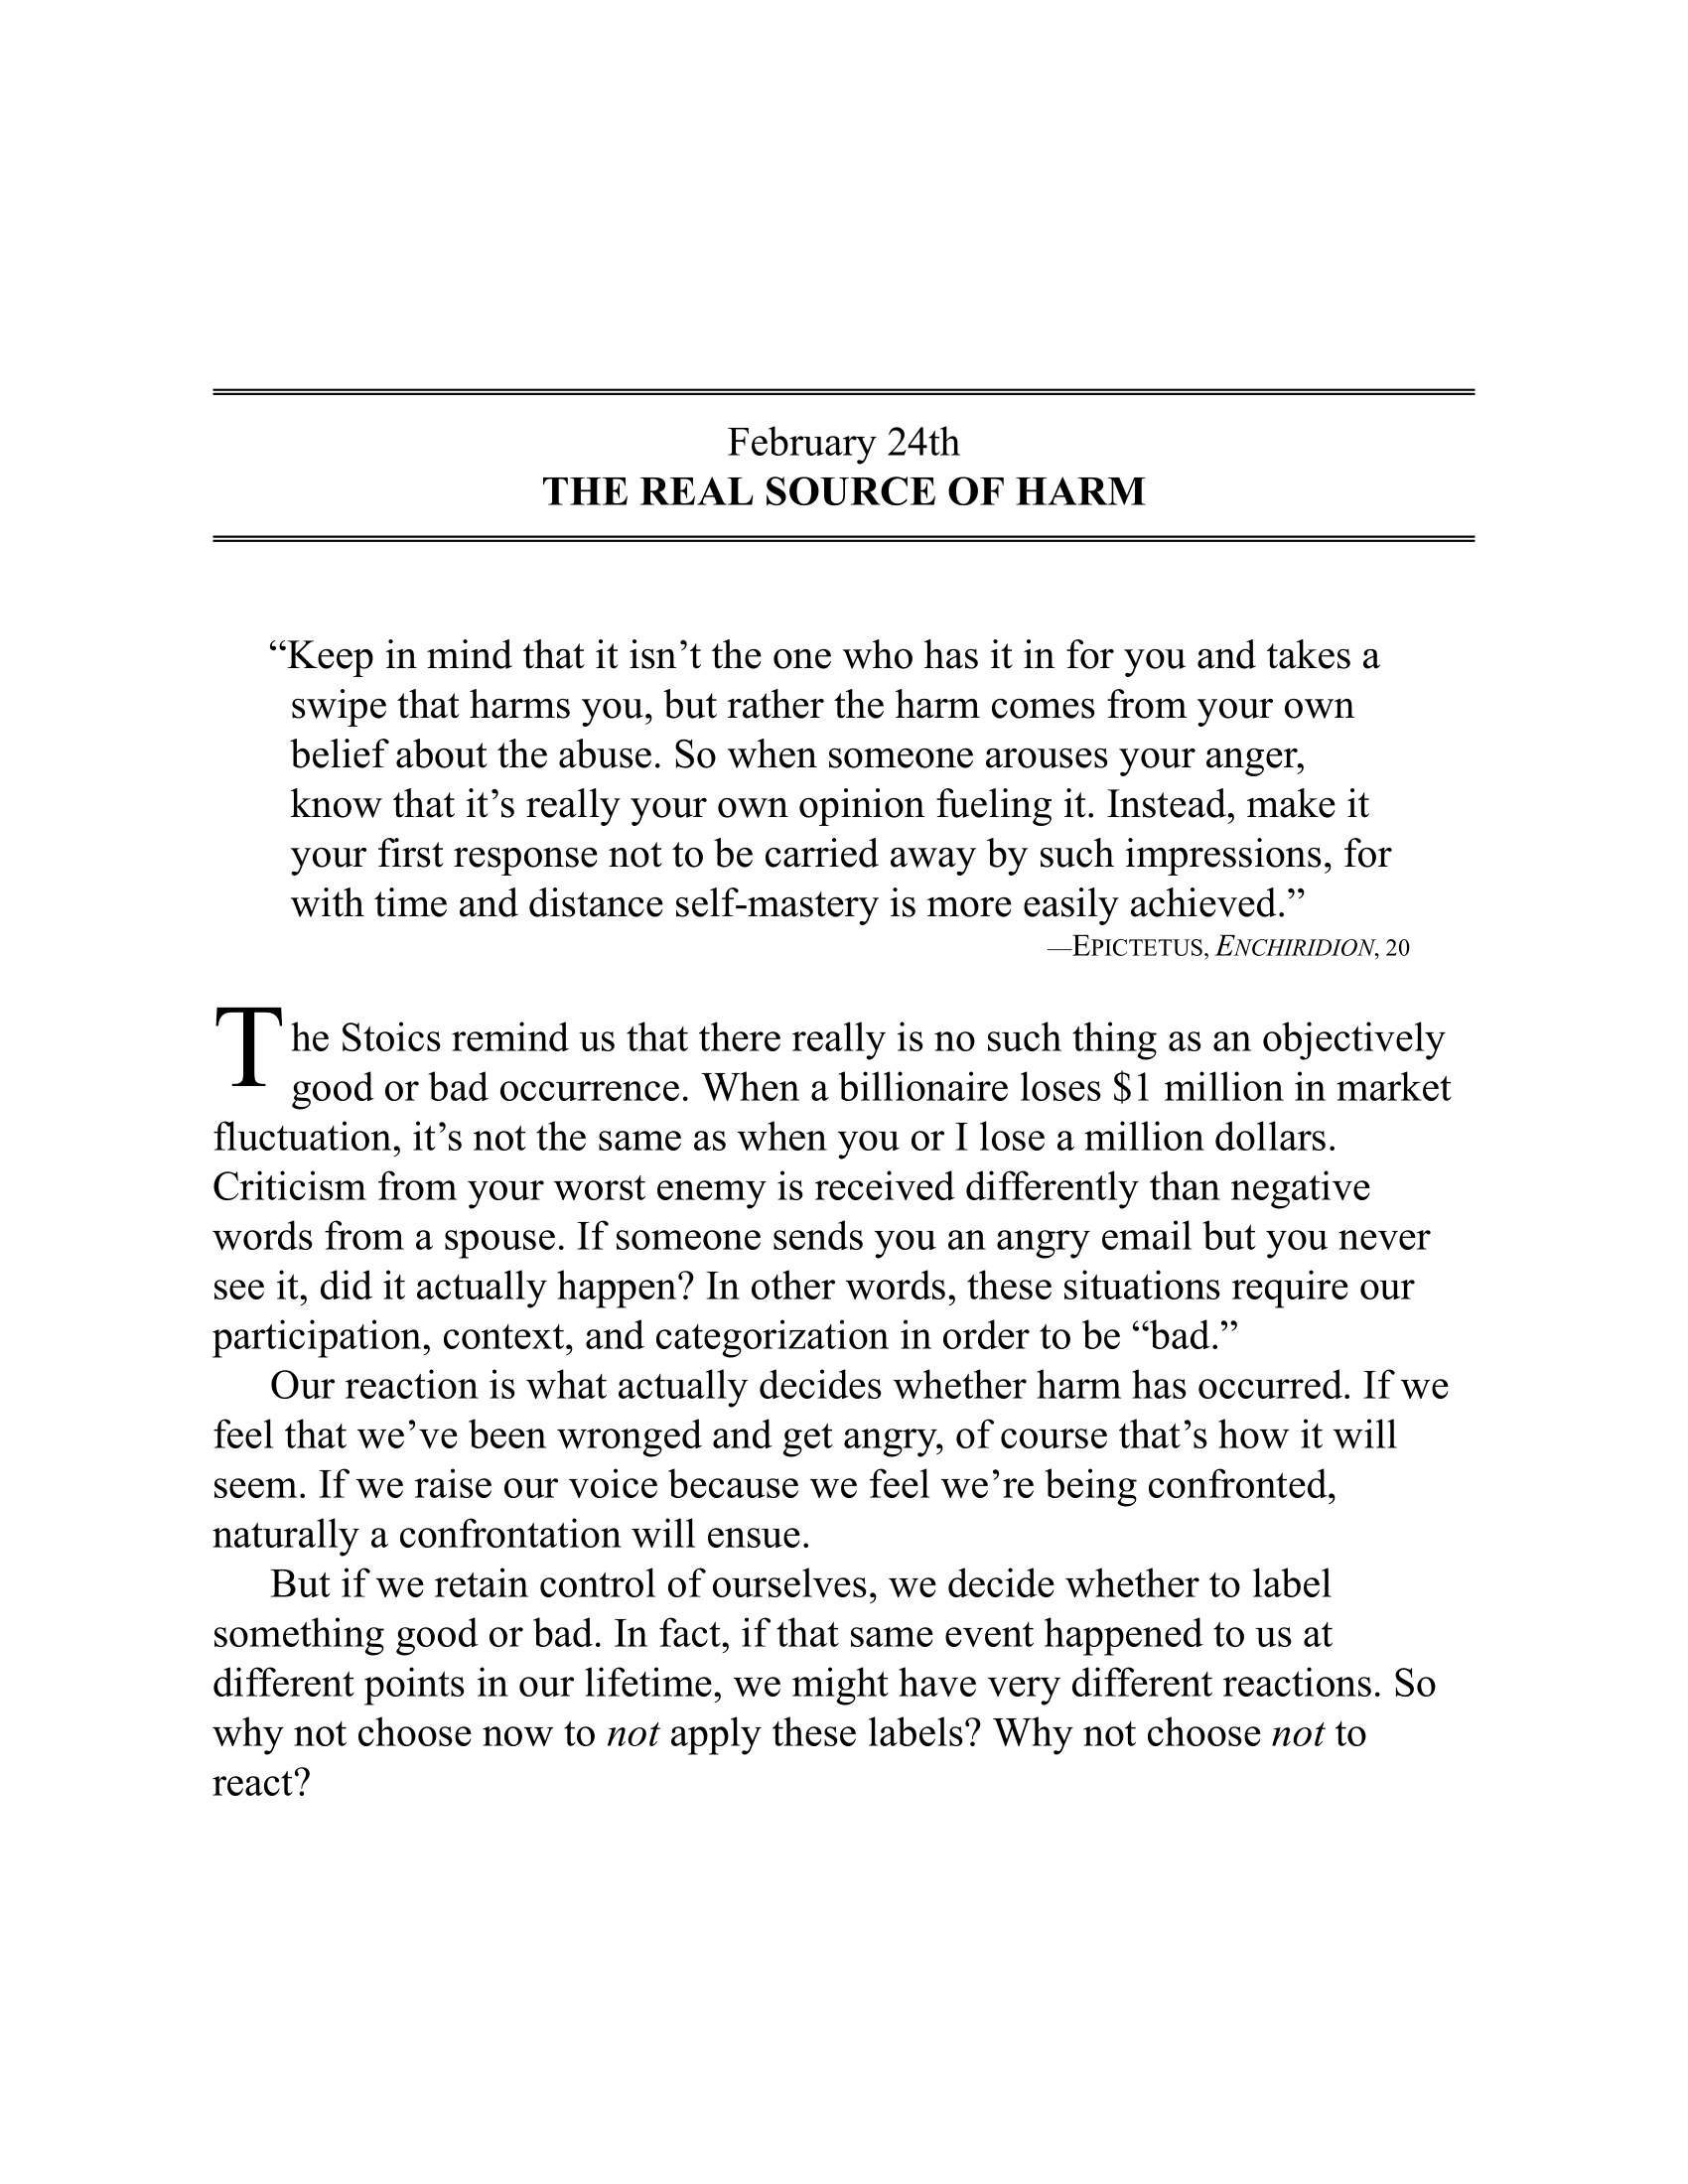 February 24th
THE REAL SOURCE OF HARM
“Keep in mind that it isn’t the one who has it in for you and takes a
swipe that harms you, but rather the harm comes from your own
belief about the abuse. So when someone arouses your anger,
know that it’s really your own opinion fueling it. Instead, make it
your first response not to be carried away by such impressions, for
with time and distance self-mastery is more easily achieved.”
—EPICTETUS, ENCHIRIDION, 20
The Stoics remind us that there really is no such thing as an objectively
good or bad occurrence. When a billionaire loses $1 million in market
fluctuation, it’s not the same as when you or I lose a million dollars.
Criticism from your worst enemy is received differently than negative
words from a spouse. If someone sends you an angry email but you never
see it, did it actually happen? In other words, these situations require our
participation, context, and categorization in order to be “bad.”
Our reaction is what actually decides whether harm has occurred. If we
feel that we’ve been wronged and get angry, of course that’s how it will
seem. If we raise our voice because we feel we’re being confronted,
naturally a confrontation will ensue.
But if we retain control of ourselves, we decide whether to label
something good or bad. In fact, if that same event happened to us at
different points in our lifetime, we might have very different reactions. So
why not choose now to not apply these labels? Why not choose not to
react?